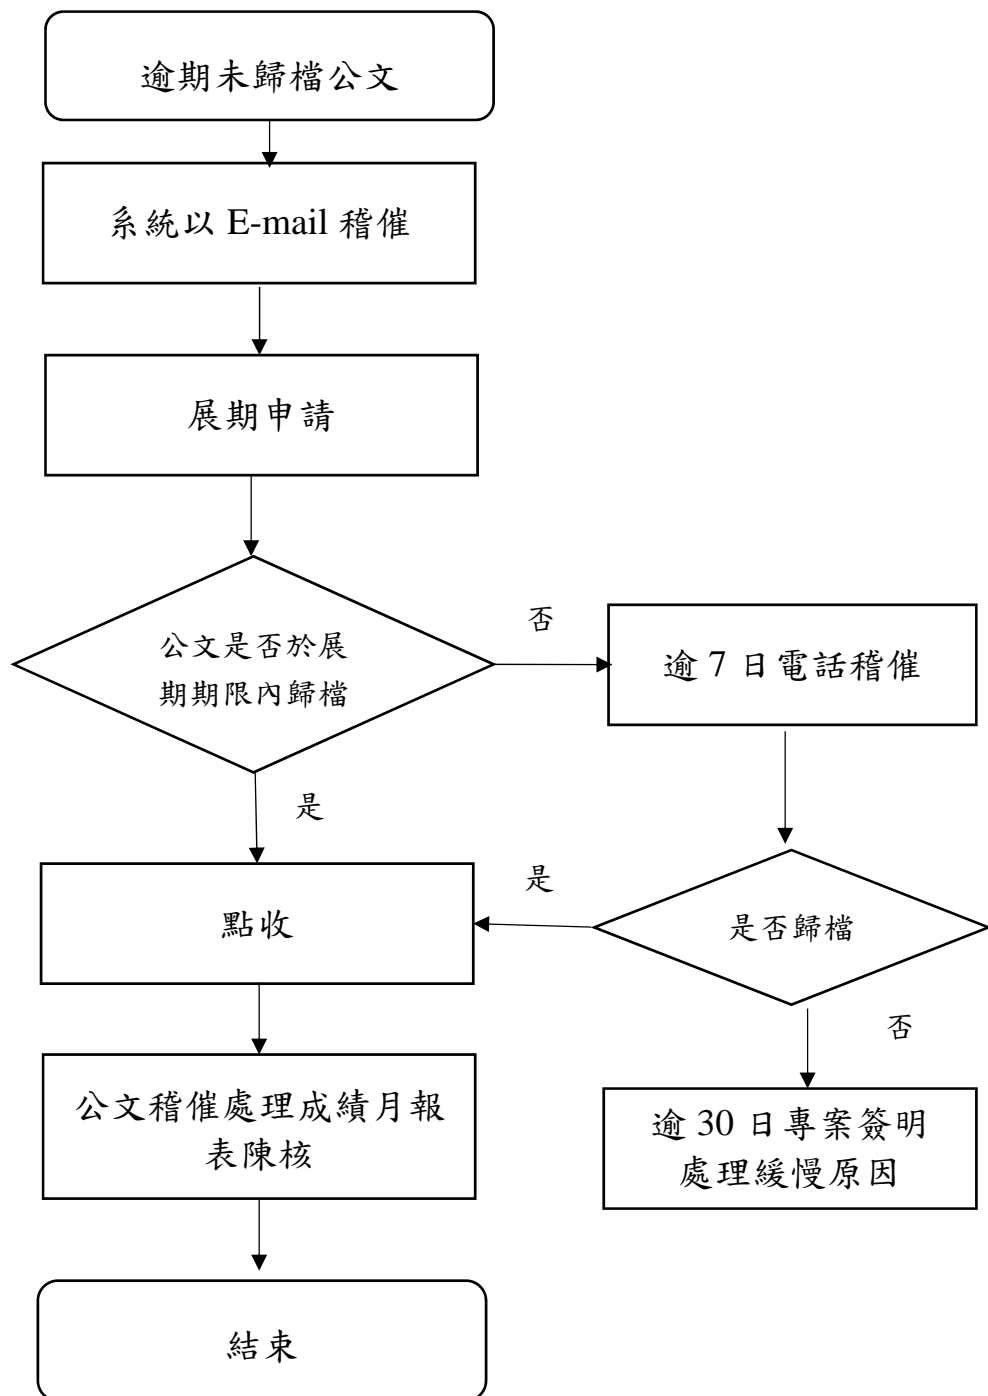 逾期未歸檔公文
系統以 E-mail 稽催
展期申請
公文是否於展
期期限內歸檔
否
逾 7 日電話稽催
是
點收
是
是否歸檔
否
公文稽催處理成績月報
表陳核
逾 30 日專案簽明
處理緩慢原因
結束